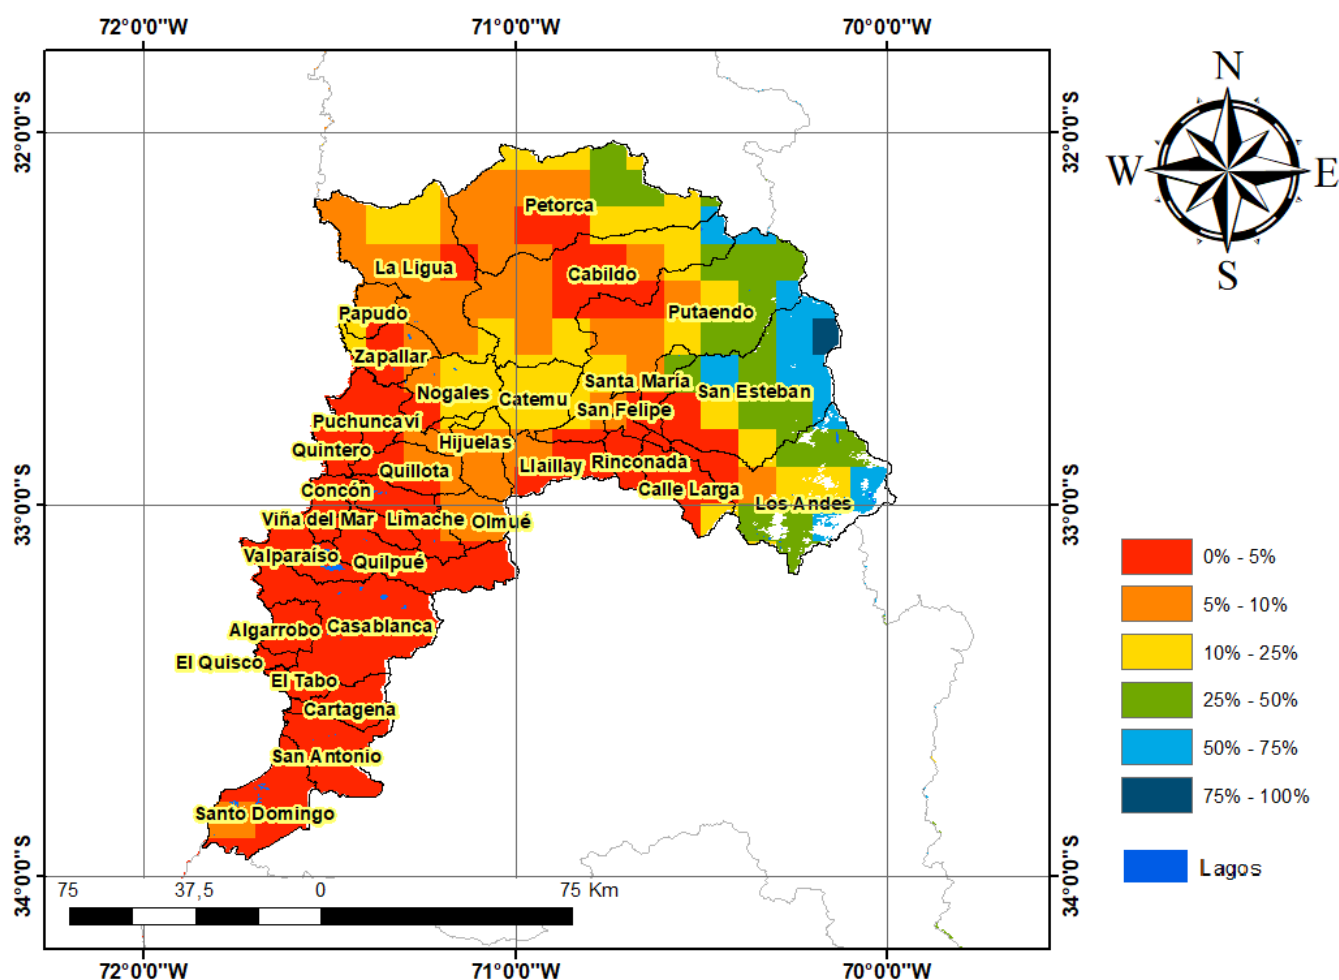 72°0'0"W 71°0'0"W 70°0'0"W
N
W E
S
32°0'0"S 32°0'0"S
Petorca
La Ligua
Cabildo
Papudo
Putaendo
Zapallar
Santa María
Nogales
San Esteban
Catemu
San Felipe
Puchuncaví
Hijuelas
Quintero
Llaillay
Rinconada
Quillota
Concón
Calle Larga
33°0'0"S 33°0'0"S
Los Andes
Viña del Mar
Limache
Olmué
Valparaíso
Quilpué
0% - 5%
5% - 10%
Algarrobo
Casablanca
El Quisco
10% - 25%
El Tabo
25% - 50%
Cartagena
San Antonio
50% - 75%
75% - 100%
Santo Domingo
Lagos
34°0'0"S 34°0'0"S
75 37,5 0 75 Km
72°0'0"W 71°0'0"W 70°0'0"W